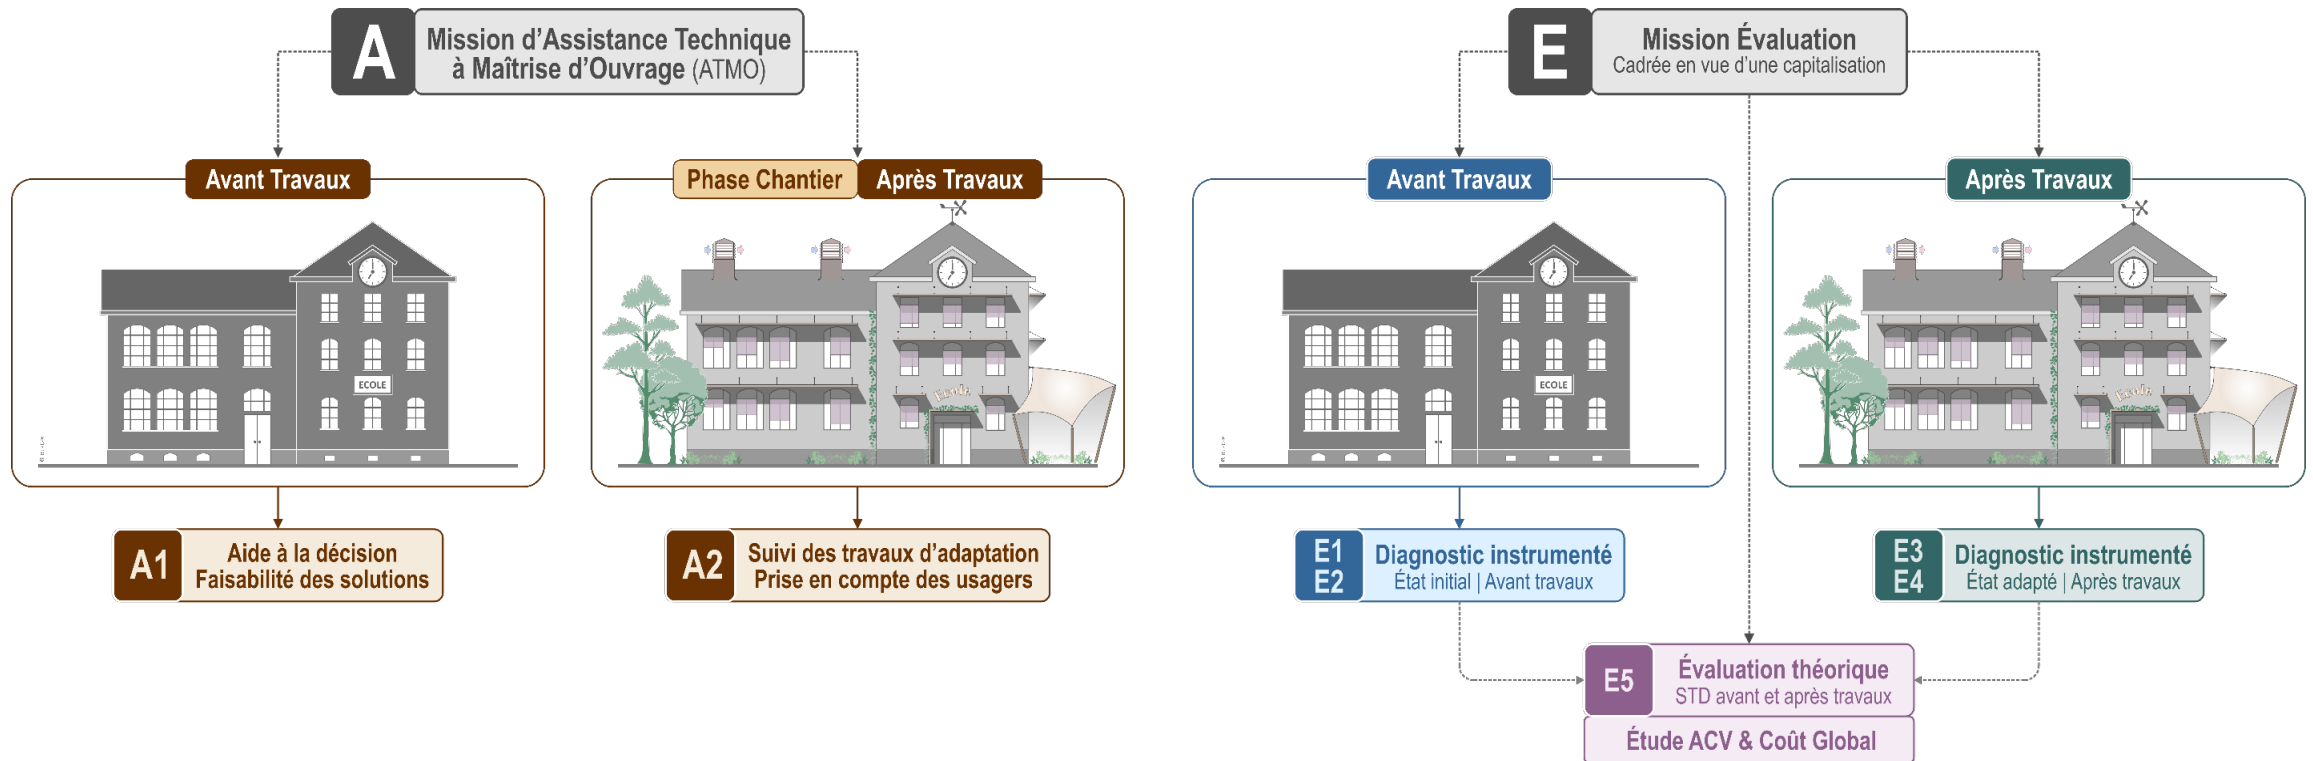 A
Mission d'Assistance Technique
à Maîtrise d'Ouvrage (ATMO)
Avant Travaux
ECOLE
A1
Aide à la décision
Faisabilité des solutions
Phase Chantier
Après Travaux
Ecole
A2
Suivi des travaux d'adaptation
Prise en compte des usagers
E
Mission Évaluation
Cadrée en vue d'une capitalisation
Avant Travaux
ECOLE
E1
E2
Diagnostic instrumenté
État initial | Avant travaux
Après Travaux
Ecole
E3
E4
Diagnostic instrumenté
État adapté | Après travaux
E5
Évaluation théorique
STD avant et après travaux
Étude ACV & Coût Global